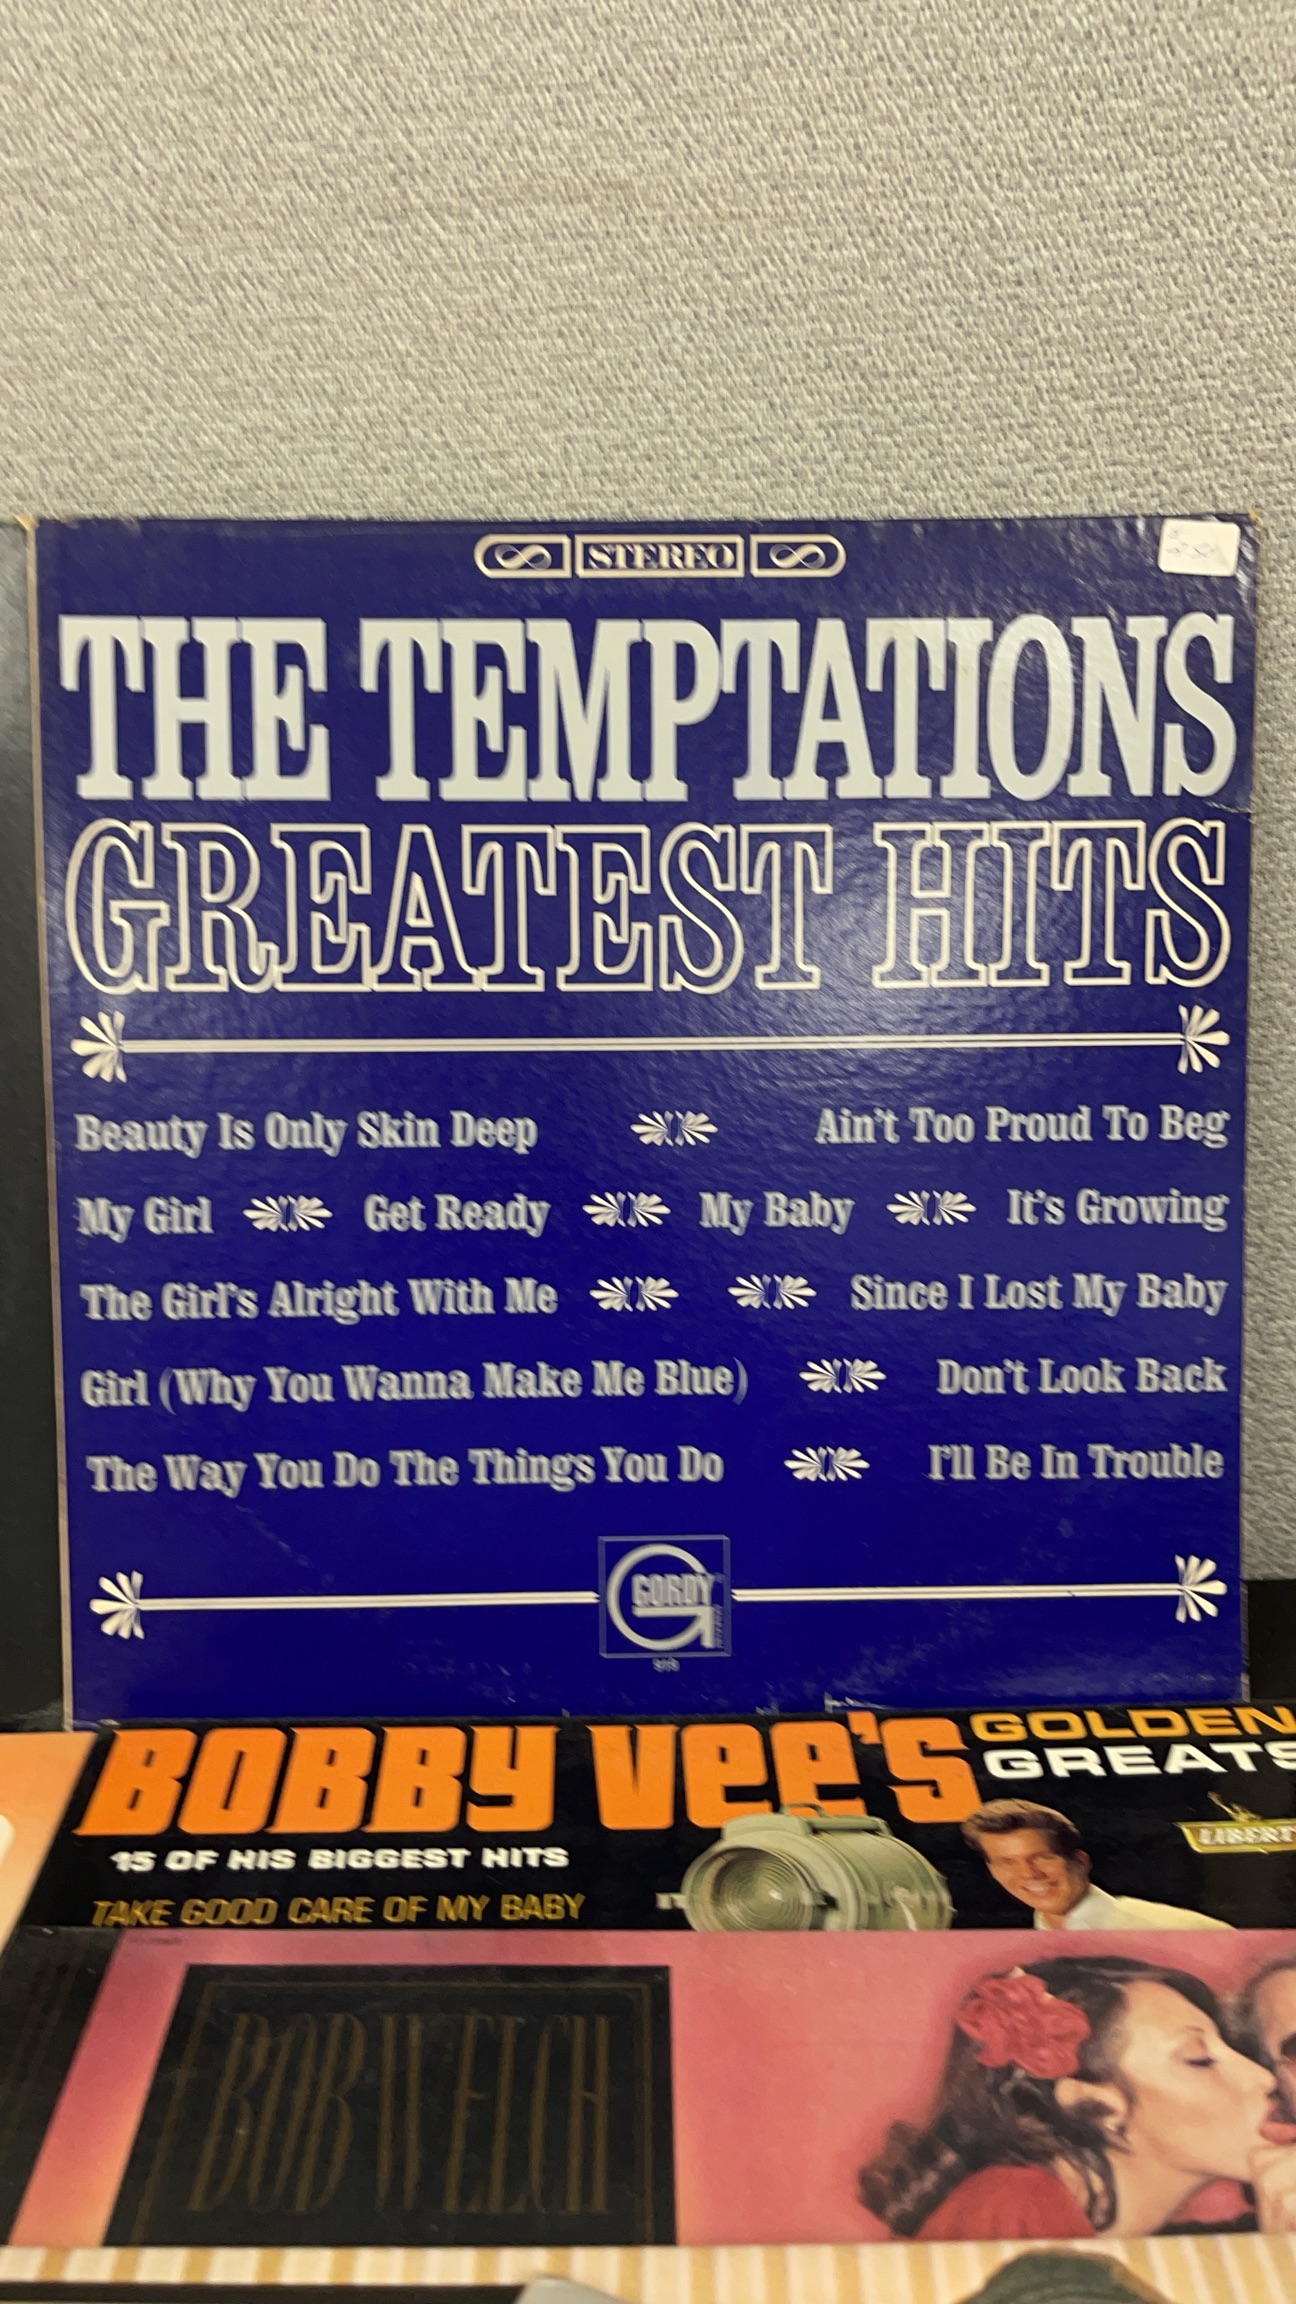 STEREO
THE TEMPTATIONS
GREATEST HITS
Beauty Is Only Skin Deep Ain't Too Proud To Beg
My Girl Get Ready My Baby It's Growing
The Girl's Alright With Me Since I Lost My Baby
Girl (Why You Wanna Make Me Blue) Don't Look Back
The Way You Do The Things You Do I'll Be In Trouble
GORDY
919
BOBBY Vee's GOLDEN
GREATS
LIBERT
15 OF HIS BIGGEST HITS
TAKE GOOD CARE OF MY BABY
BOB WELCH